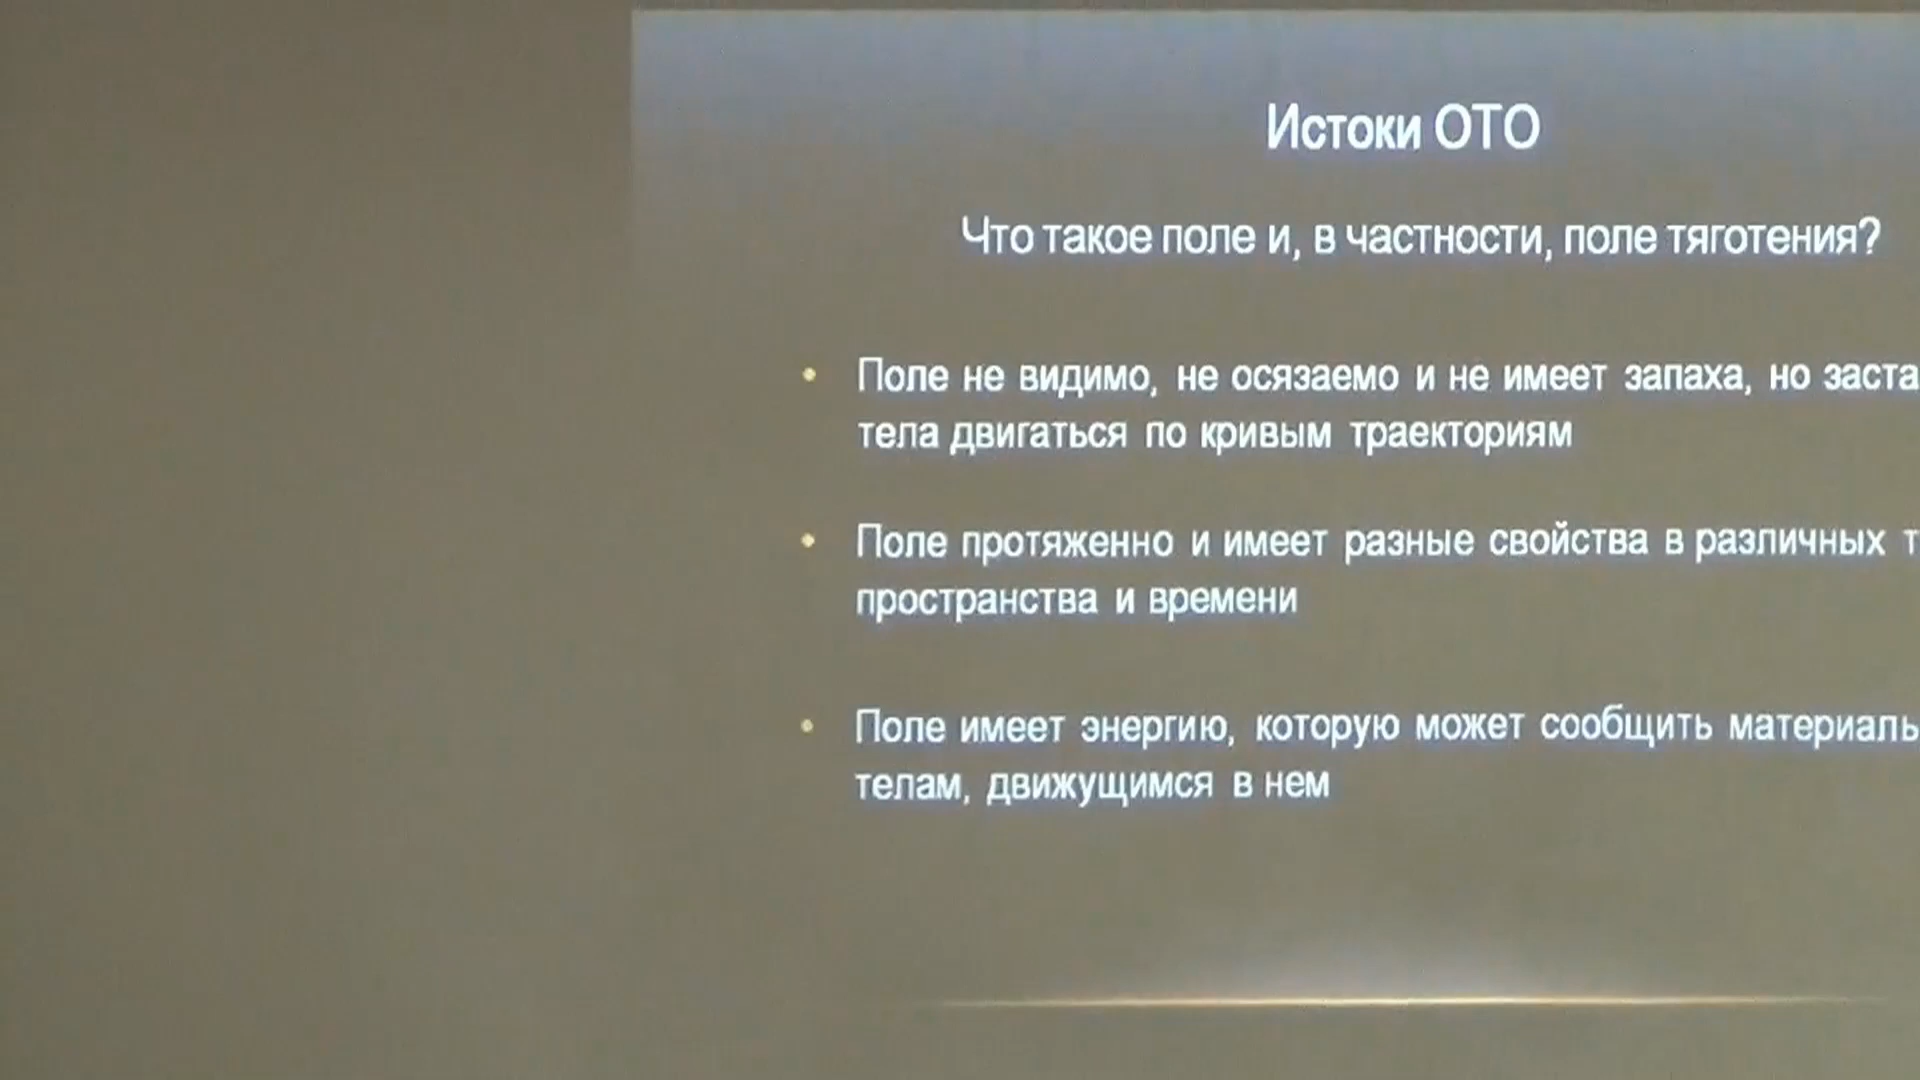 Истоки ОТО
Что такое поле и, в частности, поле тяготения?
• Поле не видимо, не осязаемо и не имеет запаха, но
тела двигаться по кривым траекториям
• Поле протяженно и имеет разные свойства в различных
пространства и времени
• Поле имеет энергию, которую может сообщить
телам, движущимся в нем